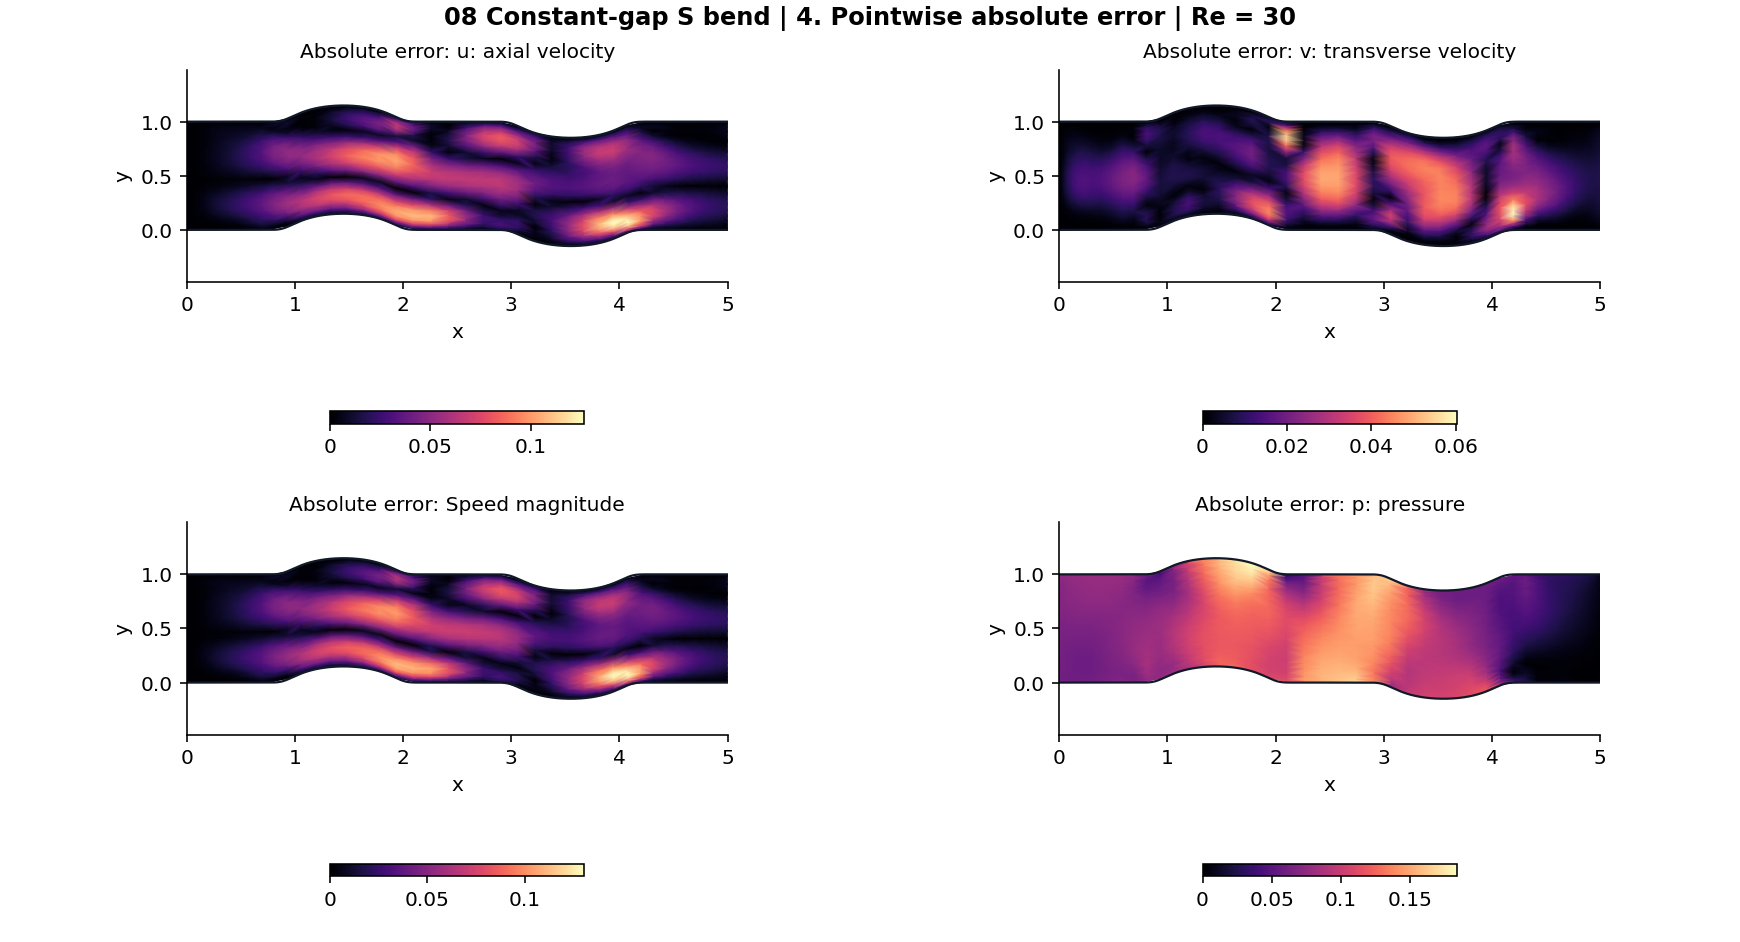 08 Constant-gap S bend | 4. Pointwise absolute error | Re = 30
Absolute error: u: axial velocity
1.0
0.5
0.0
y
0 1 2 3 4 5
x
0 0.05 0.1
Absolute error: v: transverse velocity
1.0
0.5
0.0
y
0 1 2 3 4 5
x
0 0.02 0.04 0.06
Absolute error: Speed magnitude
1.0
0.5
0.0
y
0 1 2 3 4 5
x
0 0.05 0.1
Absolute error: p: pressure
1.0
0.5
0.0
y
0 1 2 3 4 5
x
0 0.05 0.1 0.15